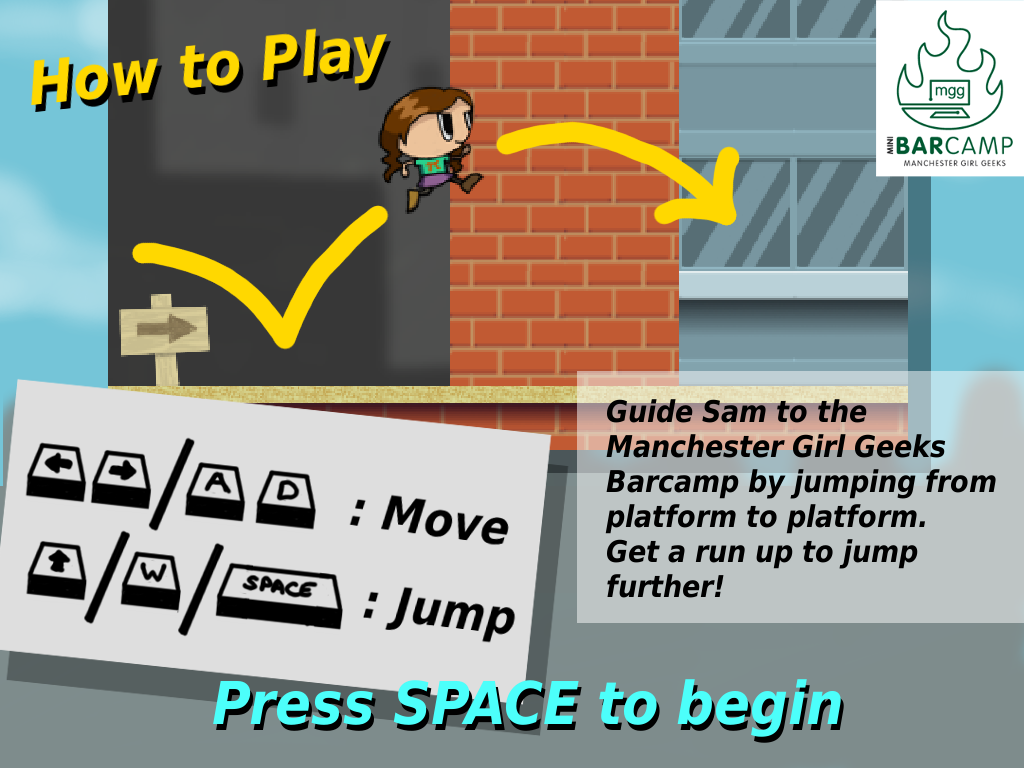 How to Play
mgg
MINI BARCAMP
MANCHESTER GIRL GEEKS
A D : Move
W SPACE : Jump
Guide Sam to the
Manchester Girl Geeks
Barcamp by jumping from
platform to platform.
Get a run up to jump
further!
Press SPACE to begin